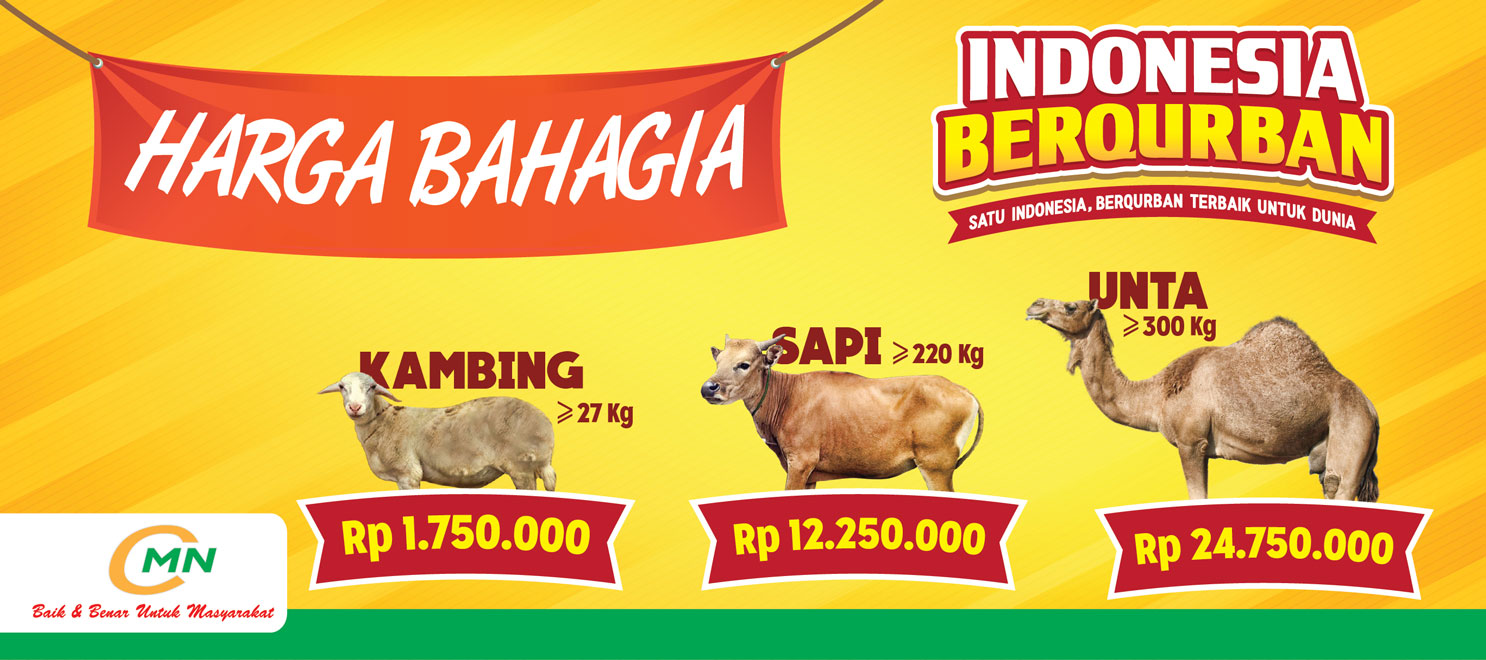 HARGA BAHAGIA
INDONESIA
BERQURBAN
SATU INDONESIA, BERQURBAN TERBAIK UNTUK DUNIA
KAMBING
⩾ 27 Kg
Rp 1.750.000
SAPI ⩾ 220 Kg
Rp 12.250.000
UNTA
⩾ 300 Kg
Rp 24.750.000
CMN
Baik & Benar Untuk Masyarakat